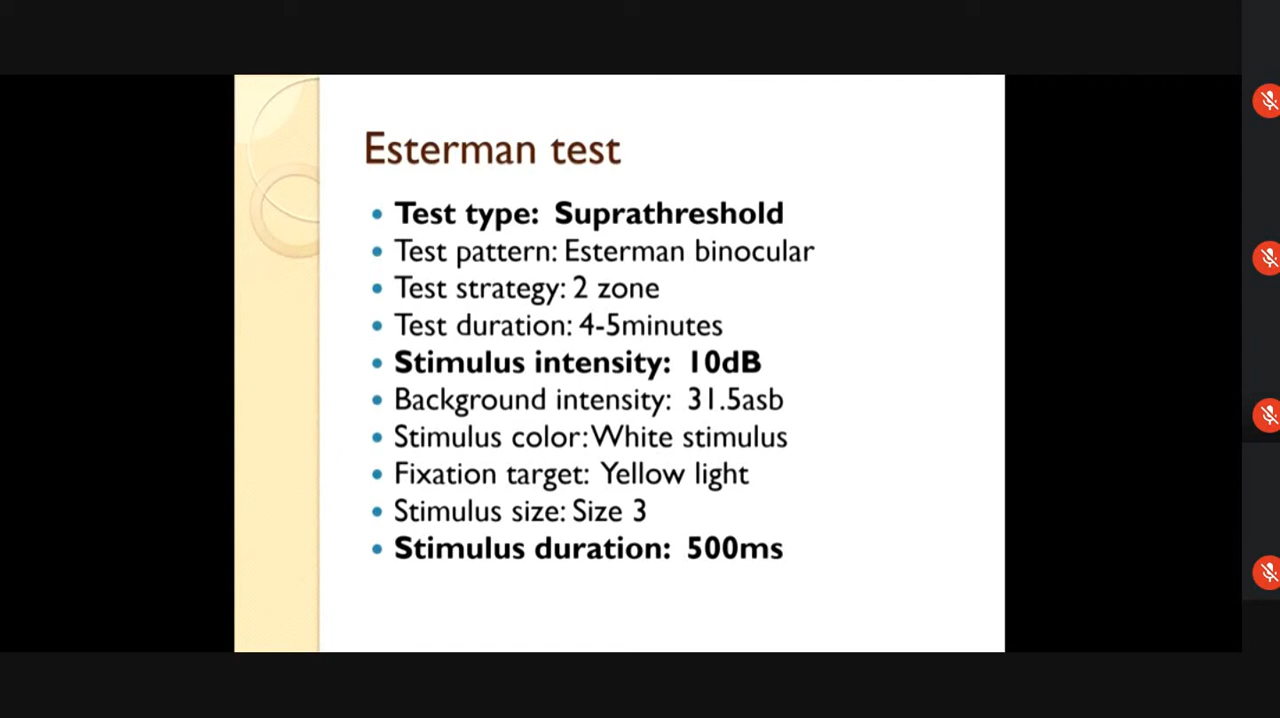 Esterman test
• Test type: Suprathreshold
• Test pattern: Esterman binocular
• Test strategy: 2 zone
• Test duration: 4-5minutes
• Stimulus intensity: 10dB
• Background intensity: 31.5asb
• Stimulus color: White stimulus
• Fixation target: Yellow light
• Stimulus size: Size 3
• Stimulus duration: 500ms